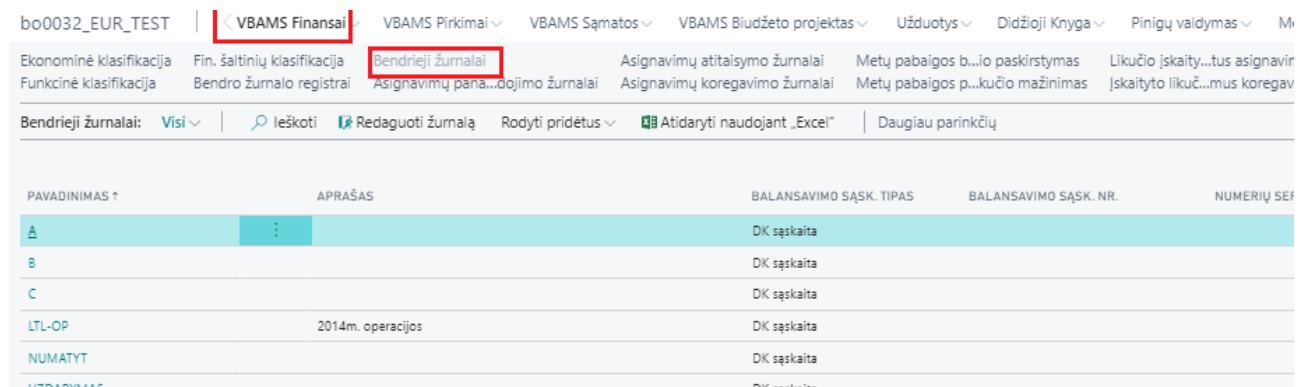 bo0032_EUR_TEST VBAMS Finansai VBAMS Pirkimai VBAMS Sąmatos VBAMS Biudžeto projektas Užduotys Didžioji Knyga Pinigų valdymas
Ekonominė klasifikacija Fin. šaltinių klasifikacija Bendrieji žurnalai Asignavimų atitaisymo žurnalai Metų pabaigos b...io paskirstymas Likučio įskaity...tus asignavim
Funkcinė klasifikacija Bendro žurnalo registrai Asignavimų pana...dojimo žurnalai Asignavimų koregavimo žurnalai Metų pabaigos p...kučio mažinimas Įskaityto likuč...mus koregav
Bendrieji žurnalai: Visi Ieškoti Redaguoti žurnalą Rodyti pridėtus Atidaryti naudojant „Excel“ Daugiau parinkčių
PAVADINIMAS ↑ APRAŠAS BALANSAVIMO SĄSK. TIPAS BALANSAVIMO SĄSK. NR. NUMERIŲ SER
A DK sąskaita
B DK sąskaita
C DK sąskaita
LTL-OP 2014m. operacijos DK sąskaita
NUMATYT DK sąskaita